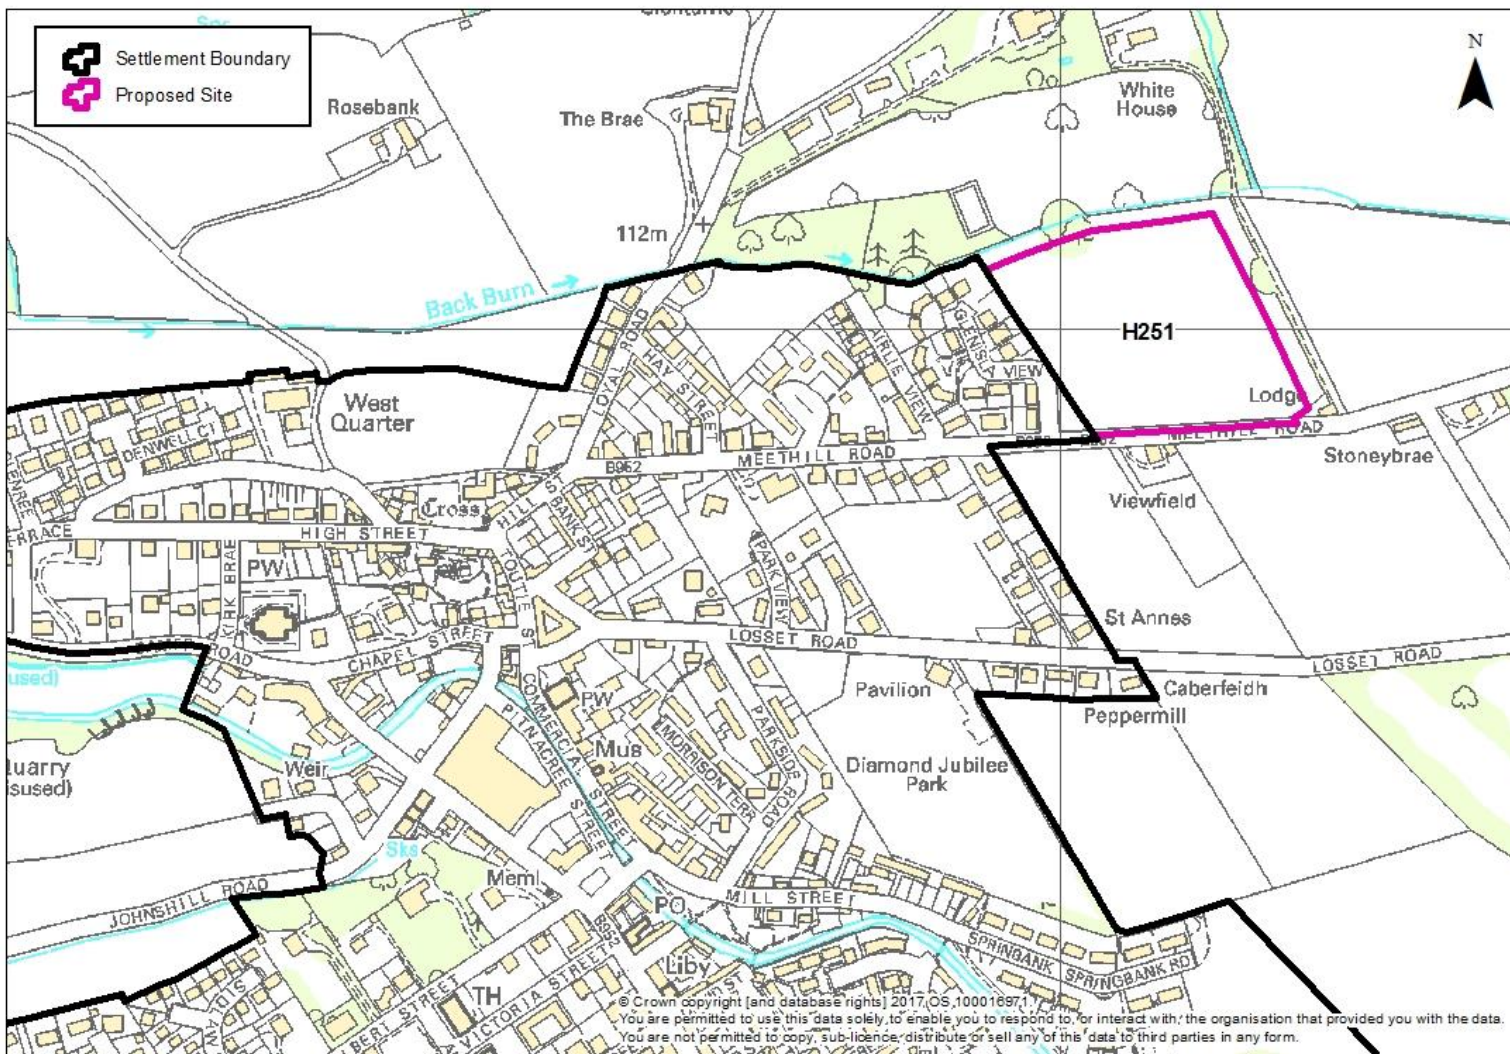 Settlement Boundary
Proposed Site
N
Rosebank
The Brae
White
House
112m
Back Burn
H251
LOYAL ROAD
HAY STREET
AIRLIE VIEW
GLENISLA VIEW
Lodge
West
Quarter
DENWELL CT
B952
MEETHILL ROAD
MEETHILL ROAD
Stoneybrae
Viewfield
Cross
HILL ST
BANK ST
HIGH STREET
TERRACE
PW
KIRK BRAE
TOUTIE ST
PARK VIEW
St Annes
LOSSET ROAD
LOSSET ROAD
CHAPEL STREET
ROAD
Pavilion
Caberfeidh
Peppermill
PW
COMMERCIAL STREET
PITNACREE STREET
Mus
MORRISON TERR
PARKSIDE ROAD
Diamond Jubilee
Park
Weir
Sks
Meml
JOHNSHILL ROAD
MILL STREET
PO
B952
SPRINGBANK
SPRINGBANK RD
Liby
TH
VICTORIA STREET
© Crown copyright [and database rights] 2017 OS 100016971.
You are permitted to use this data solely to enable you to respond to, or interact with, the organisation that provided you with the data.
You are not permitted to copy, sub-licence, distribute or sell any of this data to third parties in any form.